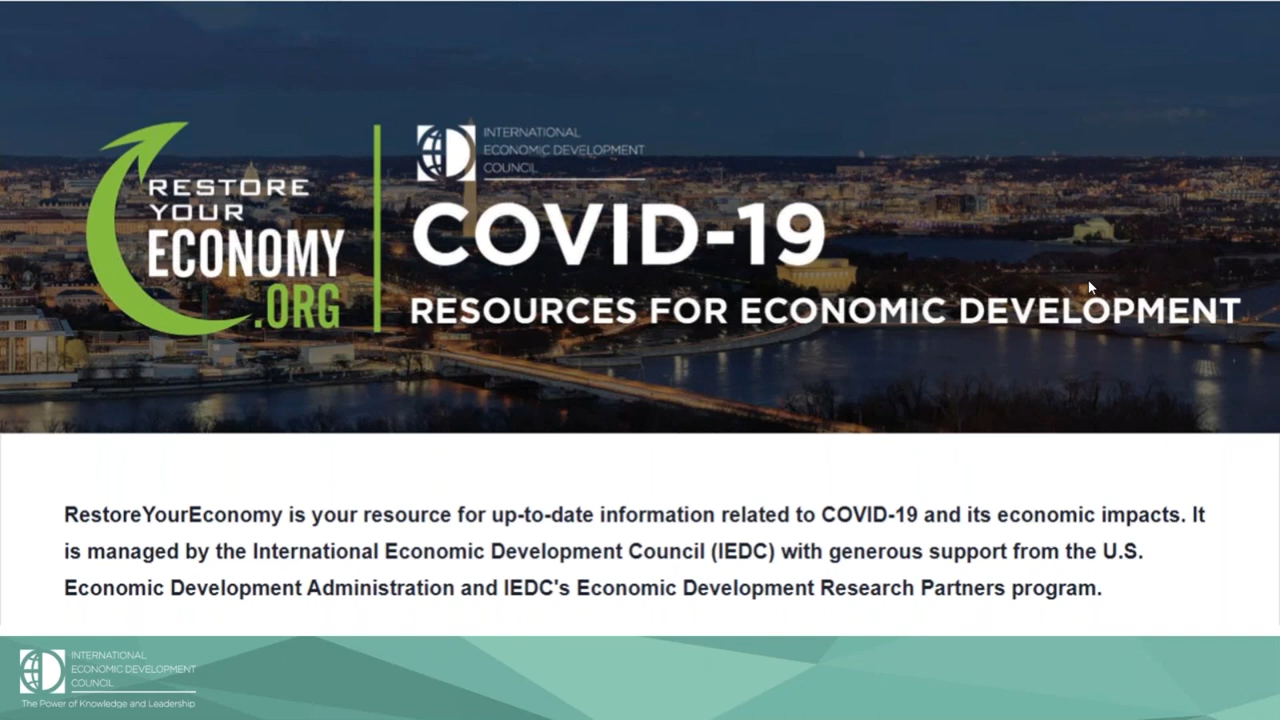 RESTORE
YOUR
ECONOMY
.ORG
INTERNATIONAL
ECONOMIC DEVELOPMENT
COUNCIL
COVID-19
RESOURCES FOR ECONOMIC DEVELOPMENT
RestoreYourEconomy is your resource for up-to-date information related to COVID-19 and its economic impacts. It
is managed by the International Economic Development Council (IEDC) with generous support from the U.S.
Economic Development Administration and IEDC's Economic Development Research Partners program.
INTERNATIONAL
ECONOMIC DEVELOPMENT
COUNCIL
The Power of Knowledge and Leadership